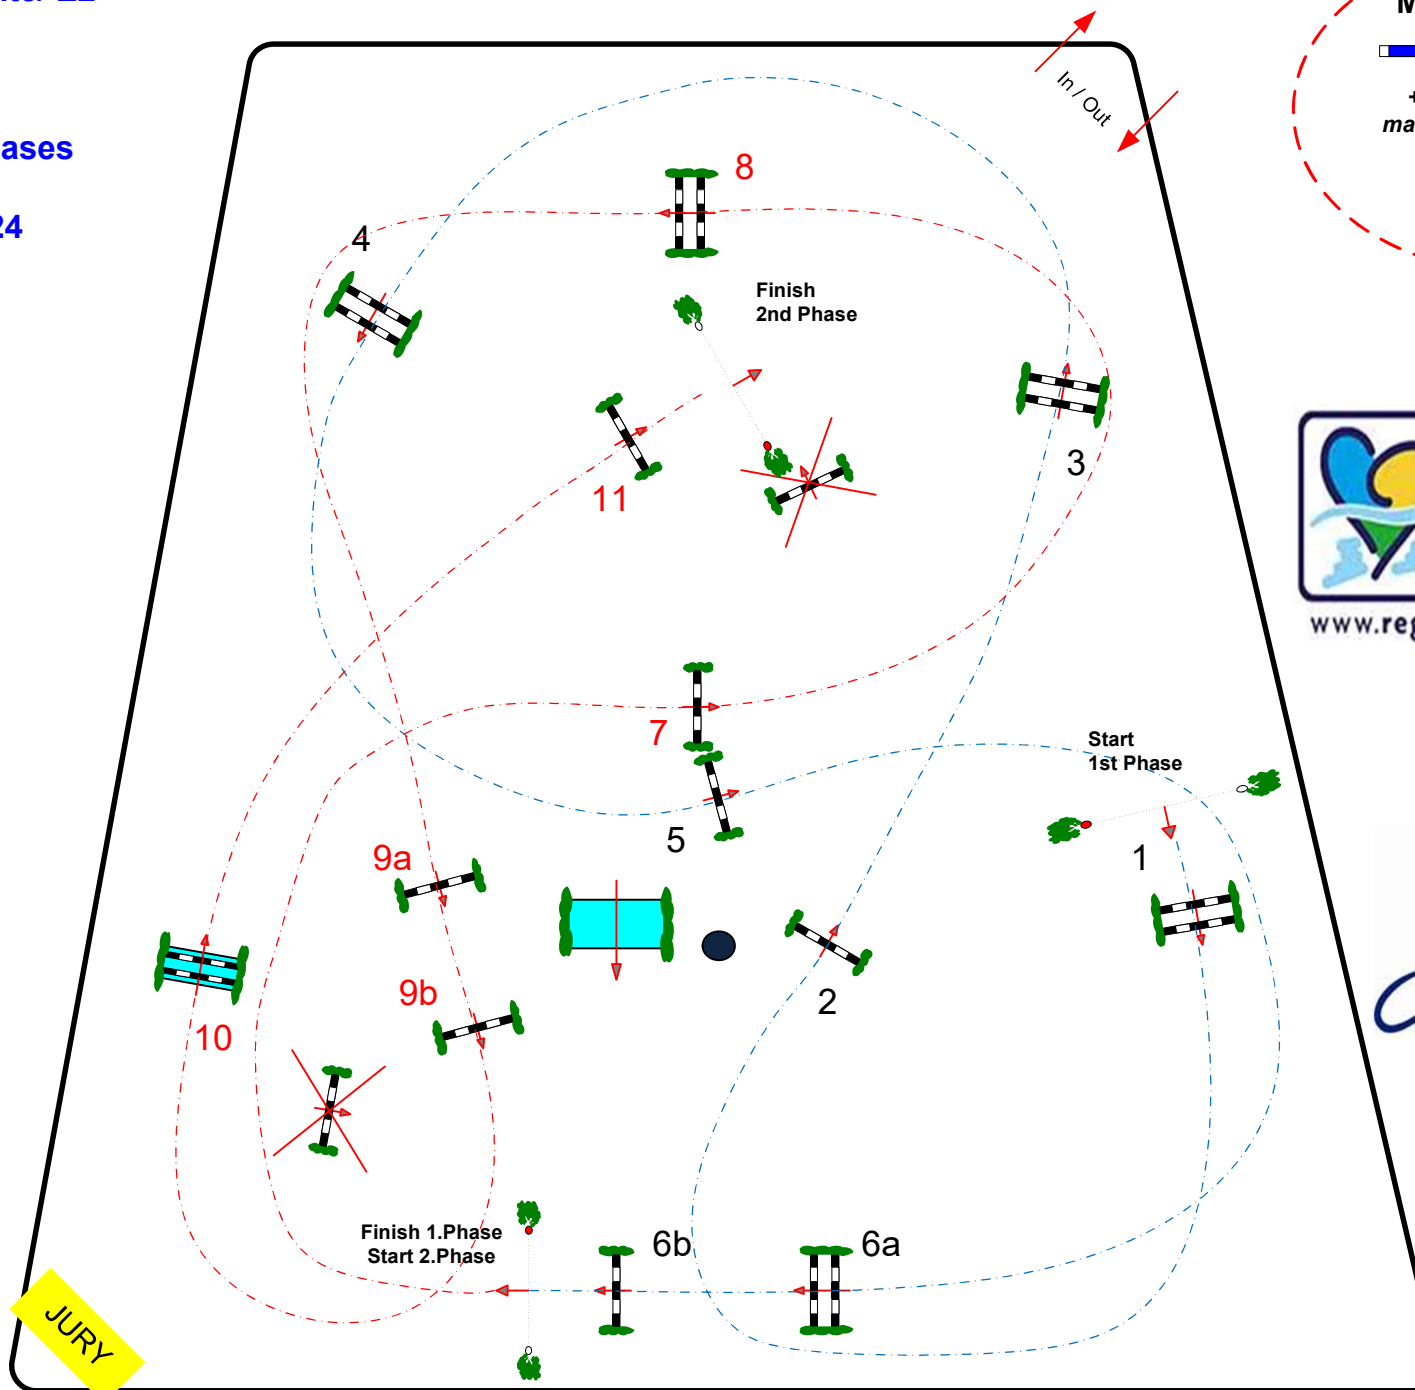 ases
24
In / Out
M
+
ma
8
4
Finish
2nd Phase
3
11
www.reg
7
Start
1st Phase
5
1
9a
9b
2
10
Finish 1.Phase
Start 2.Phase
6b
6a
JURY